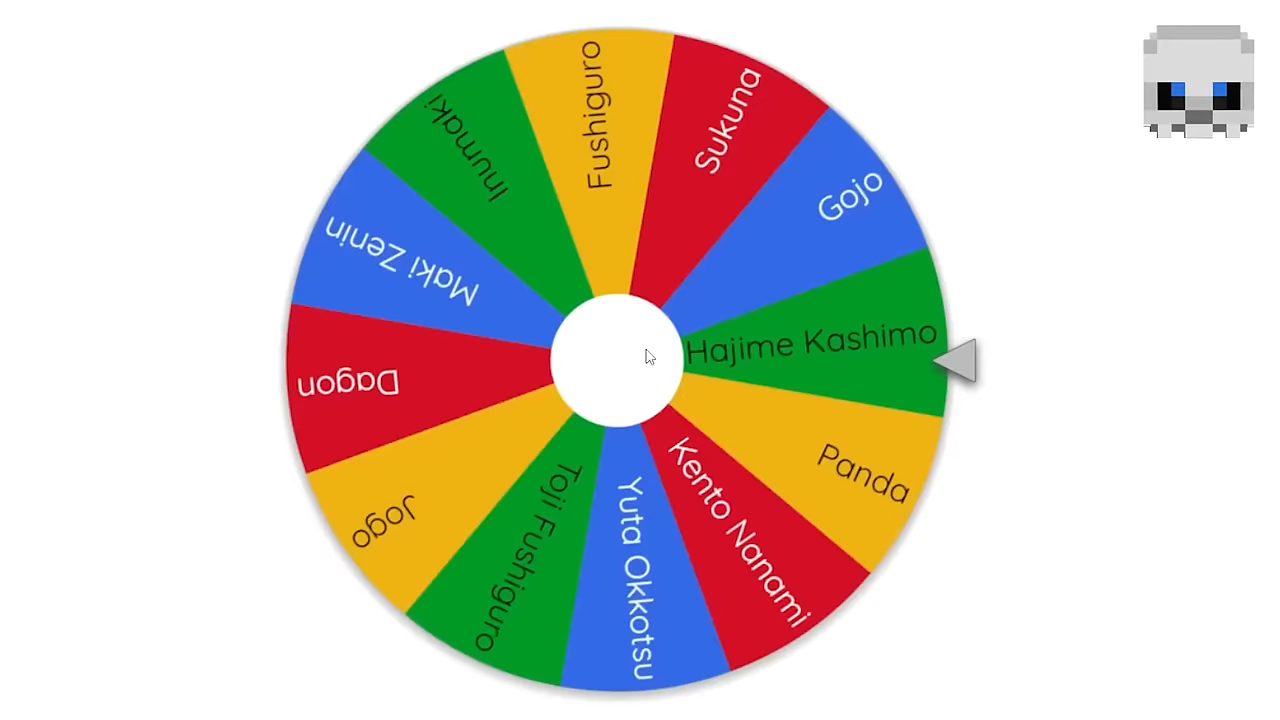 Fushiguro
Sukuna
Gojo
Hajime Kashimo
Panda
Kento Nanami
Yuta Okkotsu
Toji Fushiguro
Jogo
Dagon
Maki Zenin
Inumaki